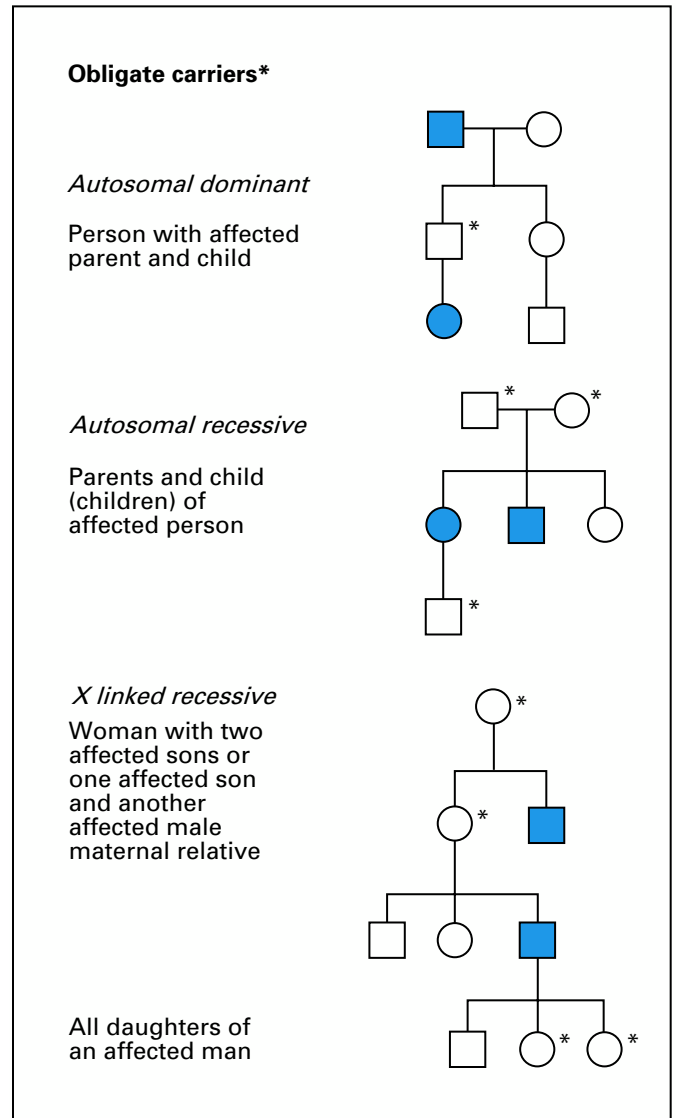 Obligate carriers*
Autosomal dominant
*
Person with affected
parent and child
* *
Autosomal recessive
Parents and child
(children) of
affected person
*
X linked recessive
*
Woman with two
affected sons or
one affected son
and another
*
affected male
maternal relative
All daughters of
an affected man
* *